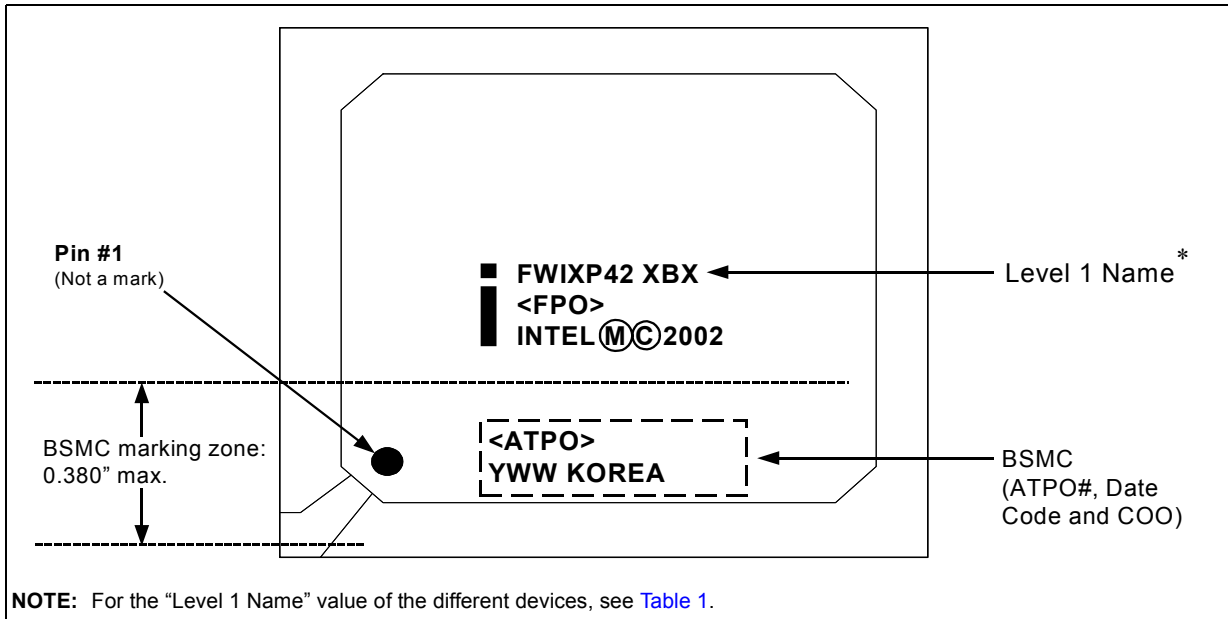 Pin #1
(Not a mark)
FWIXP42 XBX
<FPO>
INTELⓂⒸ2002
Level 1 Name*
BSMC marking zone:
0.380” max.
<ATPO>
YWW KOREA
BSMC
(ATPO#, Date
Code and COO)
NOTE: For the “Level 1 Name” value of the different devices, see Table 1.